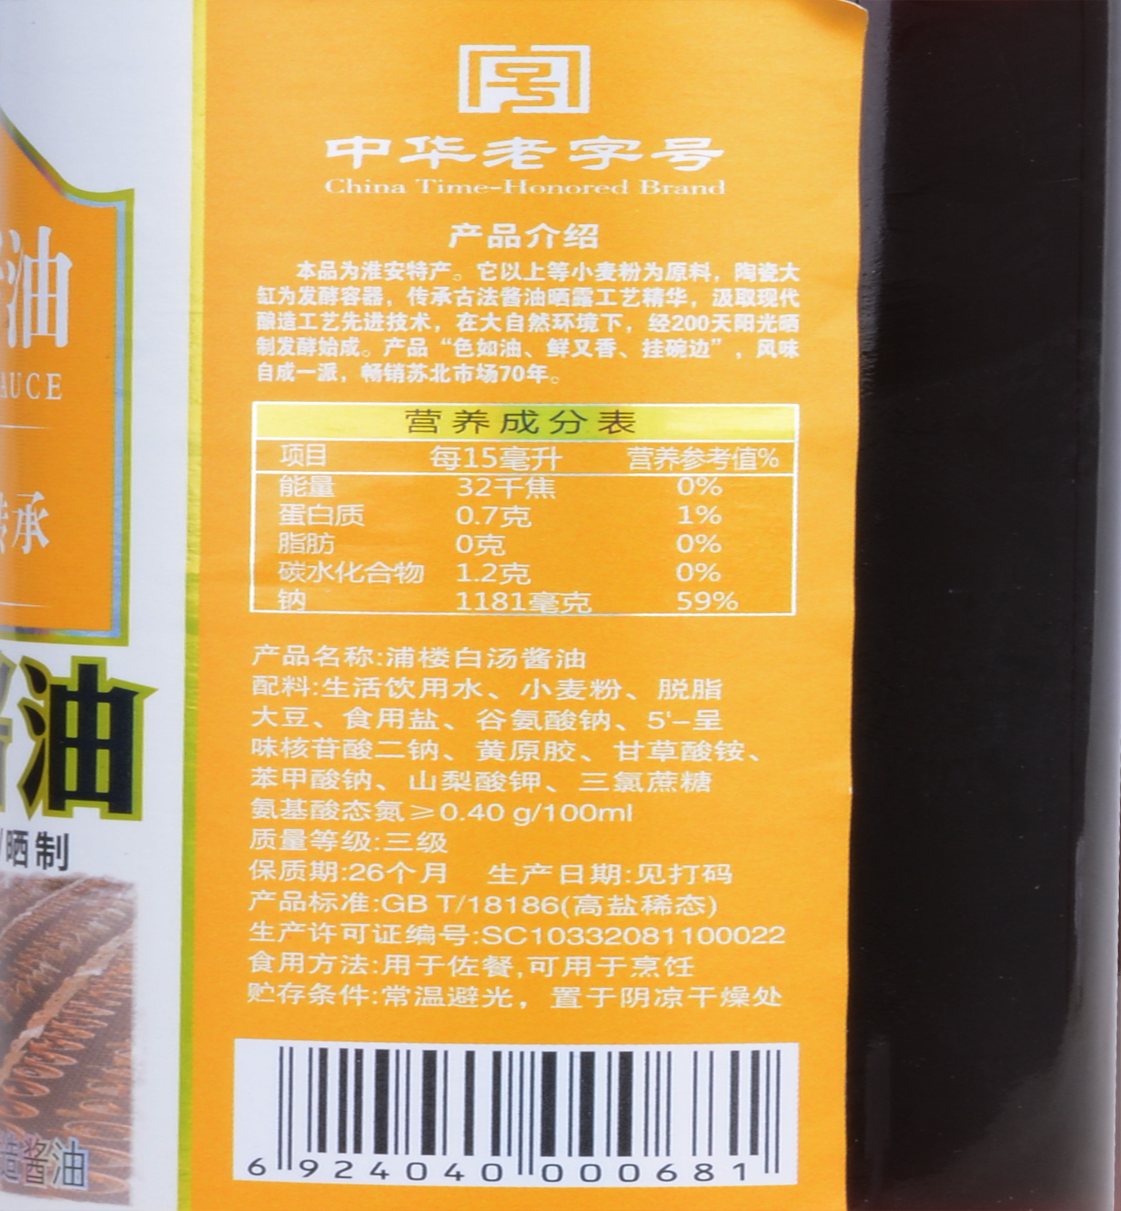 油
AUCE
承
酱油
晒制
造酱油
中华老字号
China Time-Honored Brand
产品介绍
本品为淮安特产。它以上等小麦粉为原料，陶瓷大
缸为发酵容器，传承古法酱油晒露工艺精华，汲取现代
酿造工艺先进技术，在大自然环境下，经200天阳光晒
制发酵始成。产品“色如油、鲜又香、挂碗边”，风味
自成一派，畅销苏北市场70年。
营养成分表
项目 每15毫升 营养参考值%
能量 32千焦 0%
蛋白质 0.7克 1%
脂肪 0克 0%
碳水化合物 1.2克 0%
钠 1181毫克 59%
产品名称:浦楼白汤酱油
配料:生活饮用水、小麦粉、脱脂
大豆、食用盐、谷氨酸钠、5'-呈
味核苷酸二钠、黄原胶、甘草酸铵、
苯甲酸钠、山梨酸钾、三氯蔗糖
氨基酸态氮≥0.40 g/100ml
质量等级:三级
保质期:26个月 生产日期:见打码
产品标准:GB T/18186(高盐稀态)
生产许可证编号:SC10332081100022
食用方法:用于佐餐,可用于烹饪
贮存条件:常温避光，置于阴凉干燥处
6 924040 000681